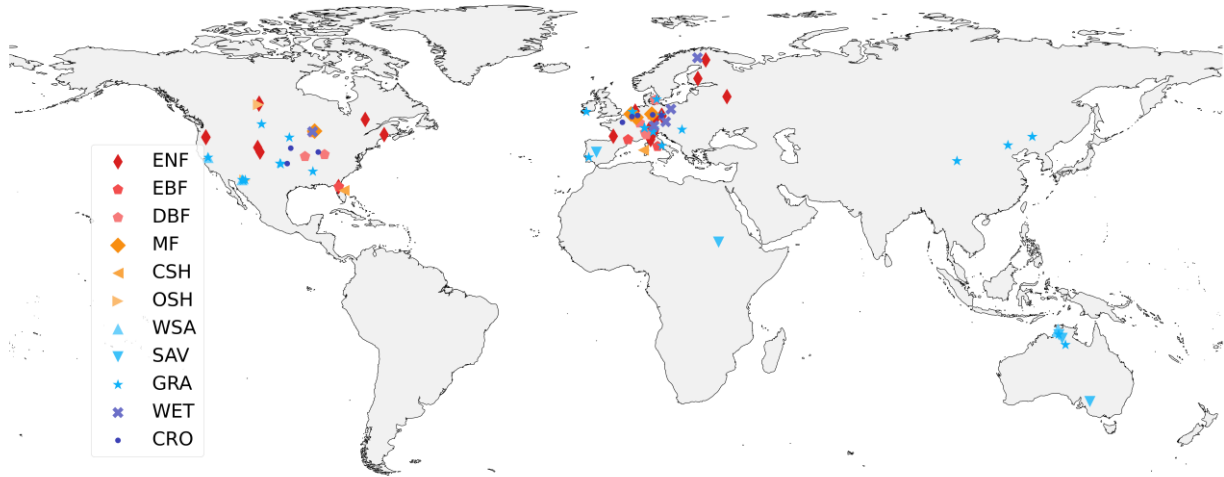 ENF
EBF
DBF
MF
CSH
OSH
WSA
SAV
GRA
WET
CRO